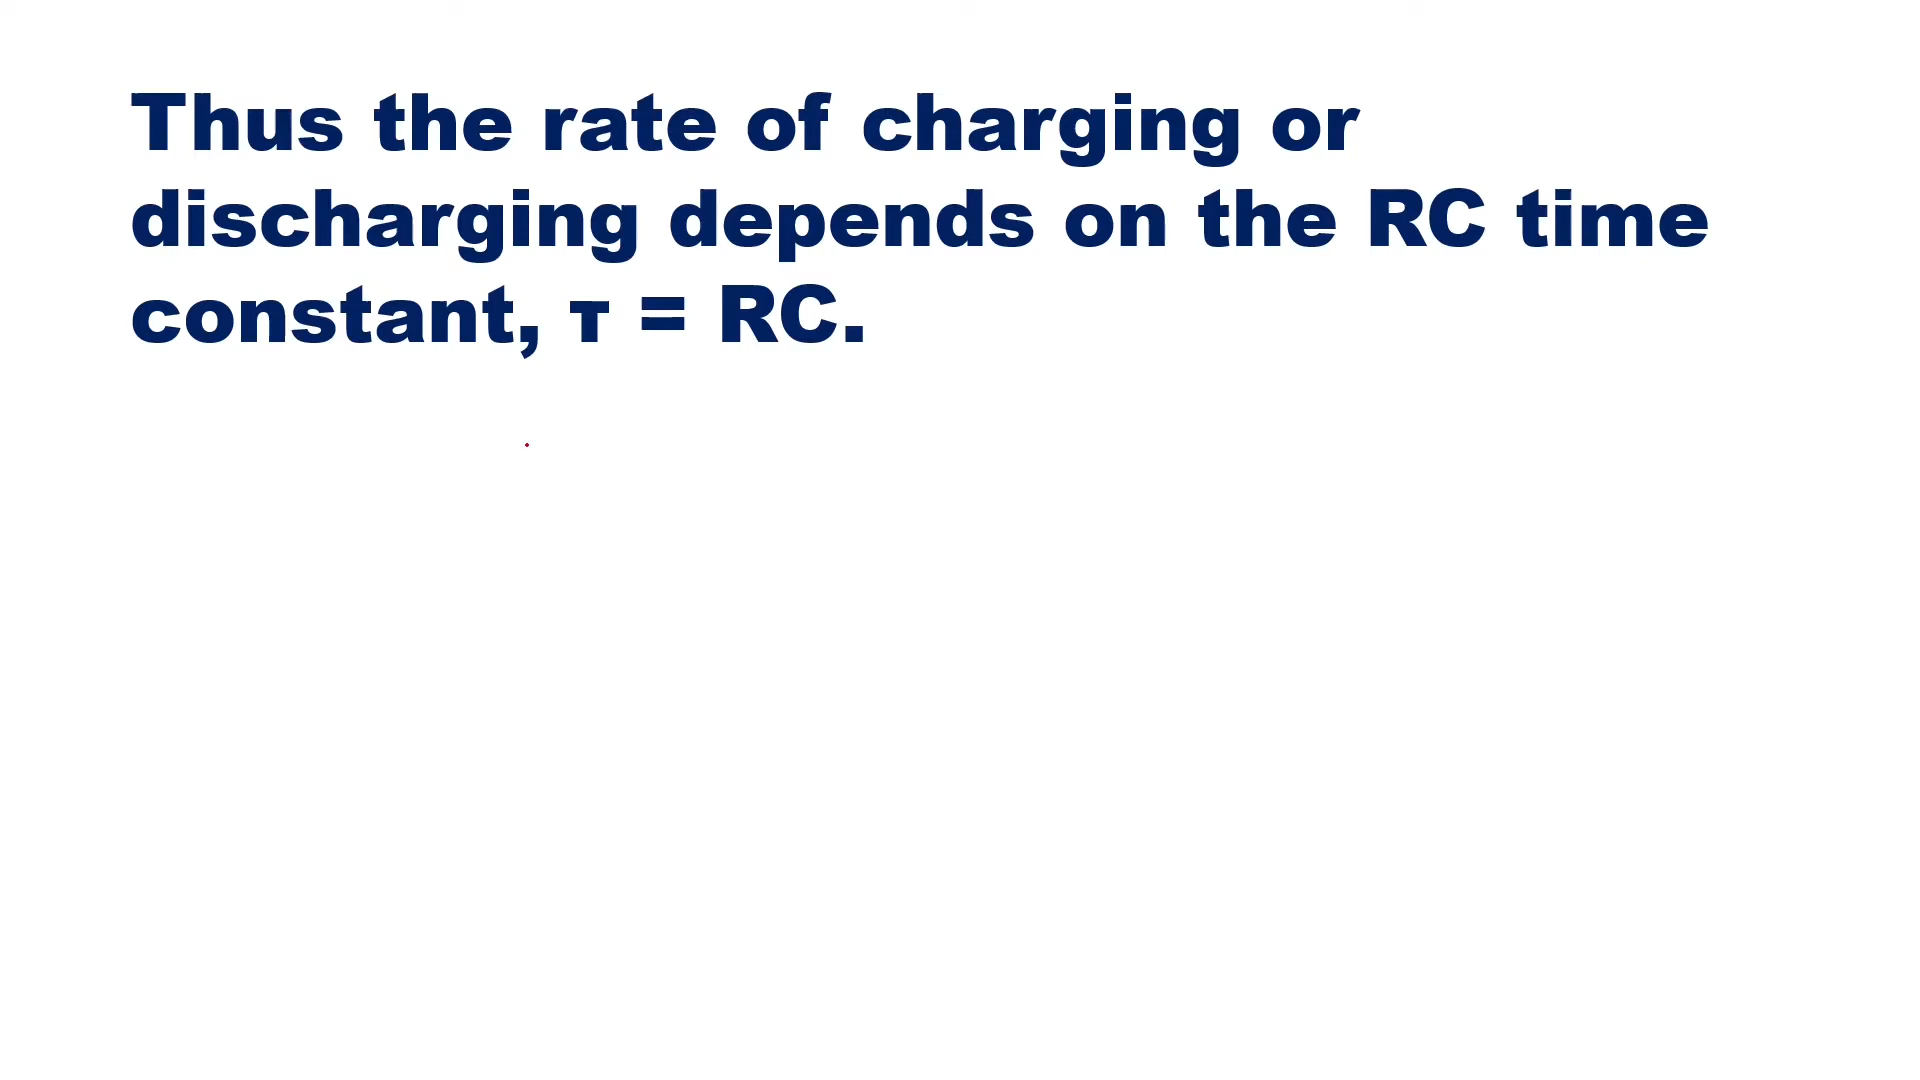 Thus the rate of charging or
discharging depends on the RC time
constant, τ = RC.